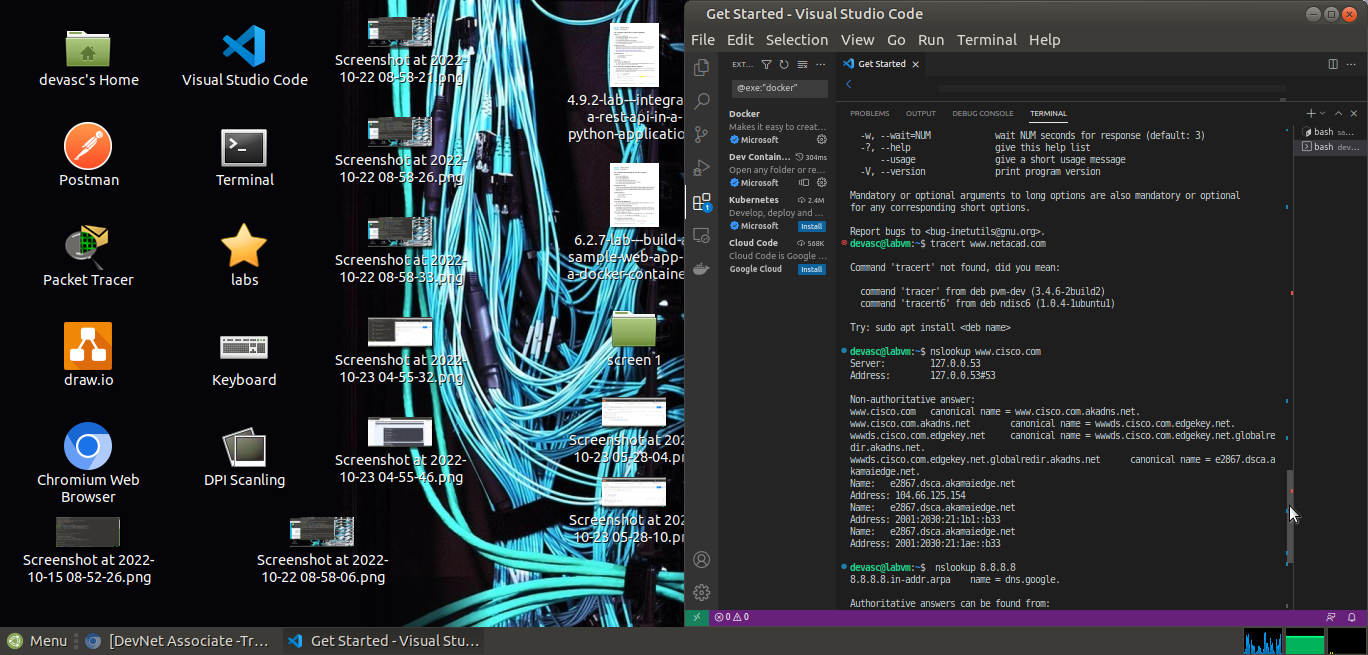 devasc's Home
Visual Studio Code
Screenshot at 2022-
10-22 08-58-21.png
4.9.2-lab---integra
a-rest-api-in-a-
python-applicatio
Postman
Terminal
Screenshot at 2022-
10-22 08-58-26.png
Packet Tracer
labs
Screenshot at 2022-
10-22 08-58-33.png
6.2.7-lab---build-a
sample-web-app-
a-docker-containe
draw.io
Keyboard
Screenshot at 2022-
10-23 04-55-32.png
screen 1
Chromium Web
Browser
DPI Scanling
Screenshot at 2022-
10-23 04-55-46.png
Screenshot at 202
10-23 05-28-04.pr
Screenshot at 2022-
10-15 08-52-26.png
Screenshot at 2022-
10-22 08-58-06.png
Screenshot at 202
10-23 05-28-10.pr
Get Started - Visual Studio Code
File Edit Selection View Go Run Terminal Help
EXT...
@exe:"docker"
Docker
Makes it easy to creat...
Microsoft
Dev Contain... 304ms
Open any folder or re...
Microsoft
Kubernetes 2.4M
Develop, deploy and ...
Microsoft Install
Cloud Code 568K
Cloud Code is Google ...
Google Cloud Install
1
Get Started
PROBLEMS OUTPUT DEBUG CONSOLE TERMINAL
bash sa...
bash dev...
-w, --wait=NUM wait NUM seconds for response (default: 3)
-?, --help give this help list
--usage give a short usage message
-V, --version print program version
Mandatory or optional arguments to long options are also mandatory or optional
for any corresponding short options.
Report bugs to <bug-inetutils@gnu.org>.
devasc@labvm:~$ tracert www.netacad.com
Command 'tracert' not found, did you mean:
command 'tracer' from deb pvm-dev (3.4.6-2build2)
command 'tracert6' from deb ndisc6 (1.0.4-1ubuntu1)
Try: sudo apt install <deb name>
devasc@labvm:~$ nslookup www.cisco.com
Server: 127.0.0.53
Address: 127.0.0.53#53
Non-authoritative answer:
www.cisco.com canonical name = www.cisco.com.akadns.net.
www.cisco.com.akadns.net canonical name = wwwds.cisco.com.edgekey.net.
wwwds.cisco.com.edgekey.net canonical name = wwwds.cisco.com.edgekey.net.globalre
dir.akadns.net.
wwwds.cisco.com.edgekey.net.globalredir.akadns.net canonical name = e2867.dsca.a
kamaiedge.net.
Name: e2867.dsca.akamaiedge.net
Address: 104.66.125.154
Name: e2867.dsca.akamaiedge.net
Address: 2001:2030:21:1b1::b33
Name: e2867.dsca.akamaiedge.net
Address: 2001:2030:21:1ae::b33
devasc@labvm:~$ nslookup 8.8.8.8
8.8.8.8.in-addr.arpa name = dns.google.
Authoritative answers can be found from:
0 0
Menu
[DevNet Associate -Tr...
Get Started - Visual Stu...